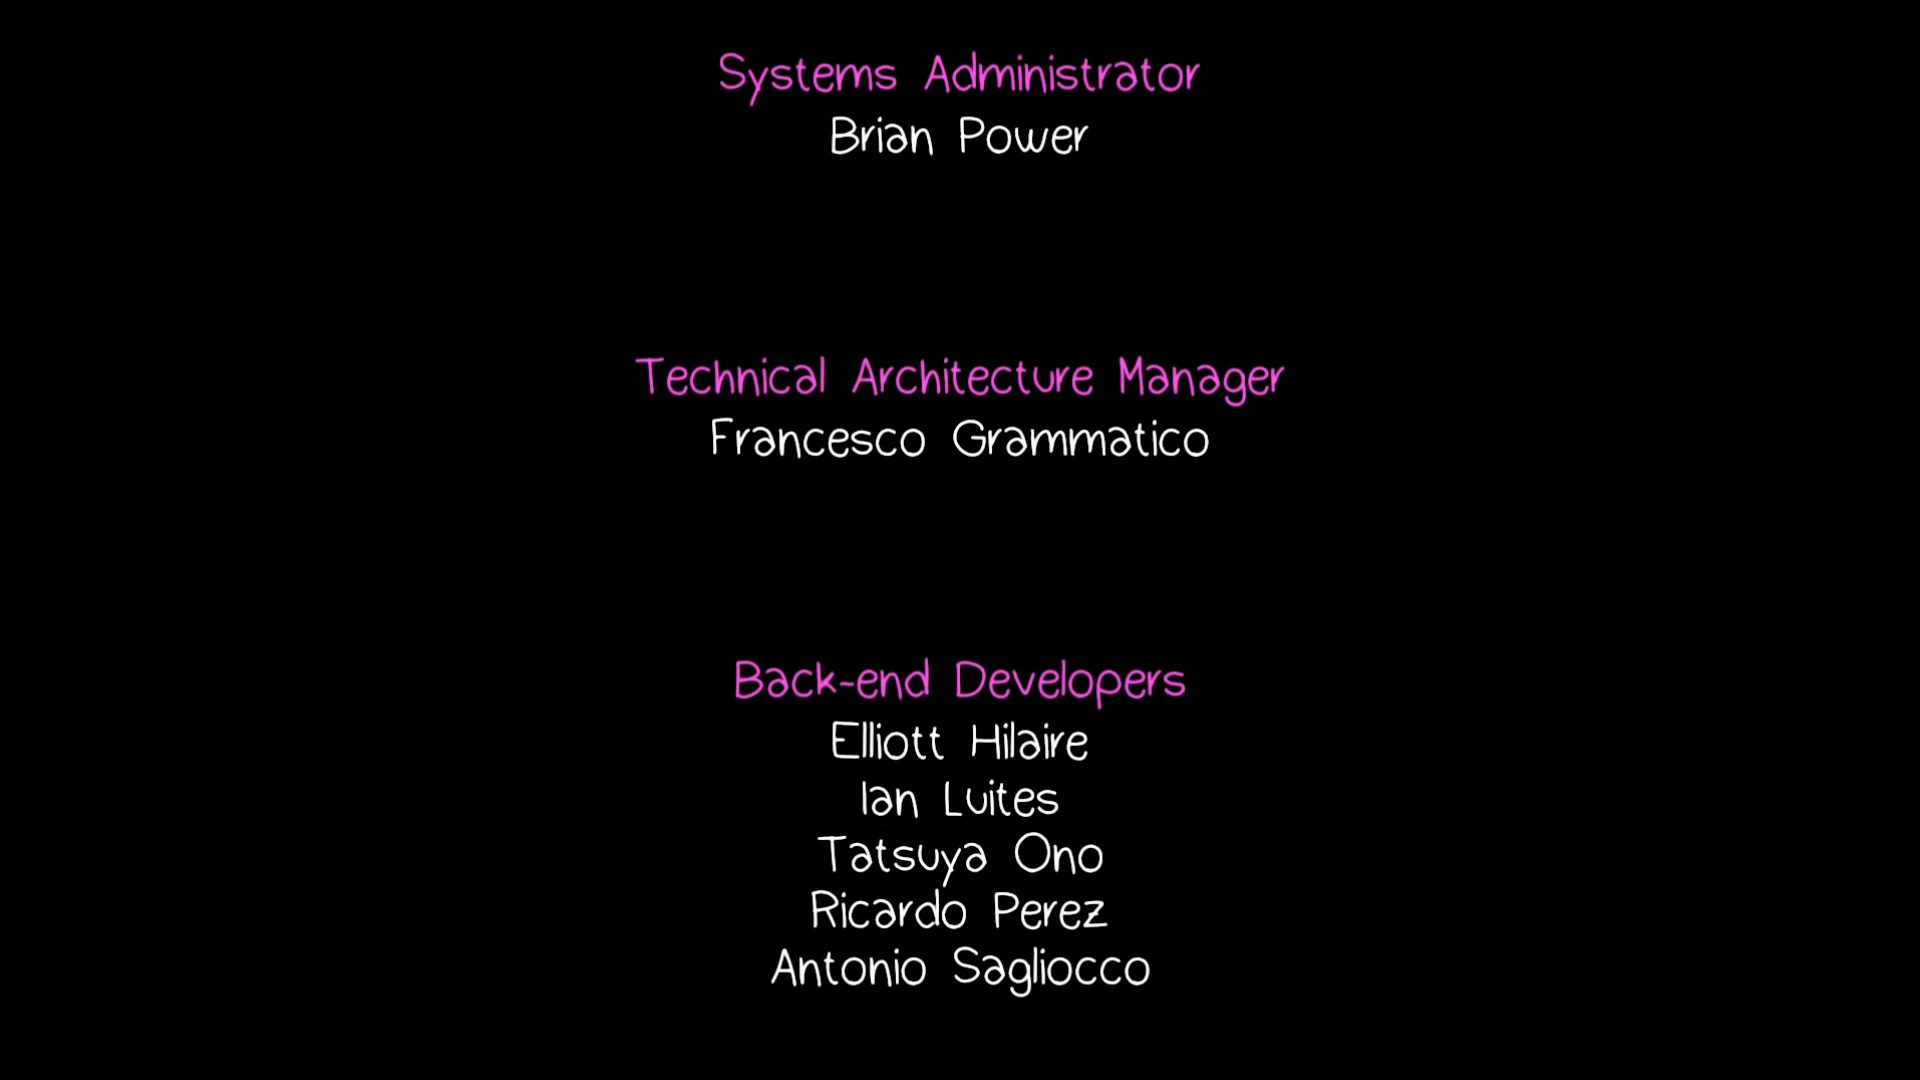 Systems Administrator
Brian Power
Technical Architecture Manager
Francesco Grammatico
Back-end Developers
Elliott Hilaire
Ian Luites
Tatsuya Ono
Ricardo Perez
Antonio Sagliocco